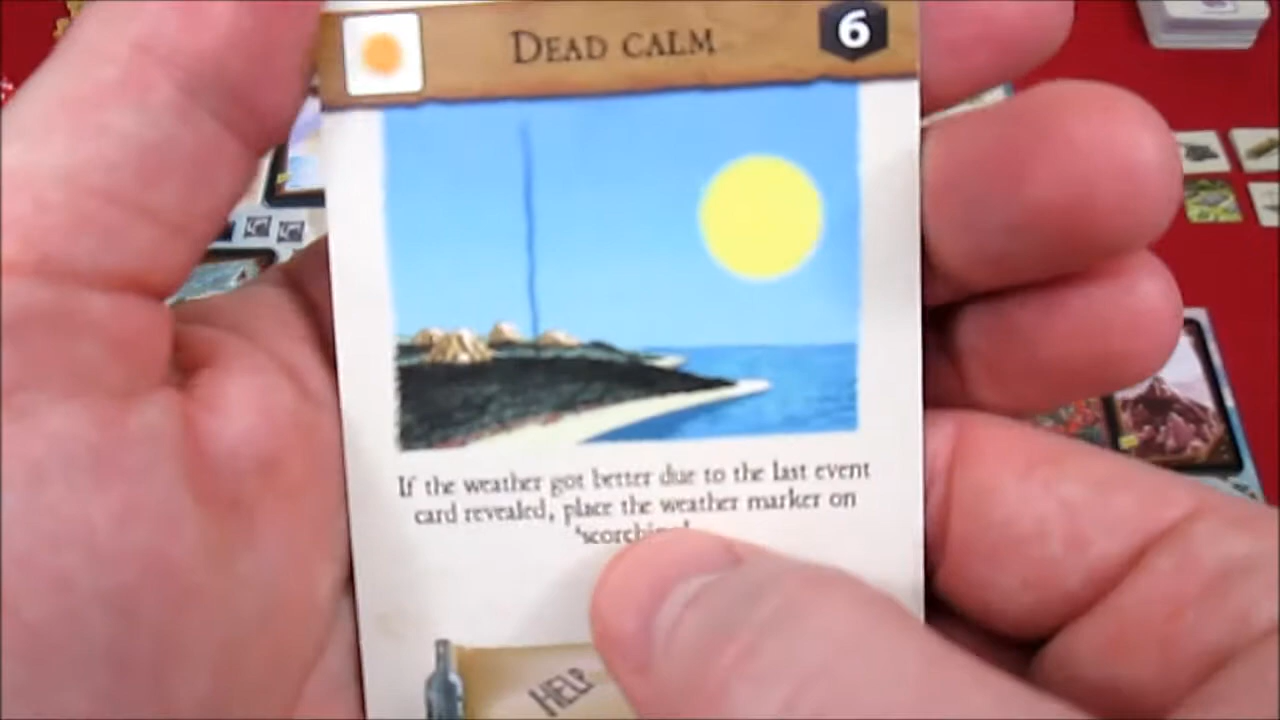 DEAD CALM
6
If the weather got better due to the last event
card revealed, place the weather marker on
'scorching'
HELP